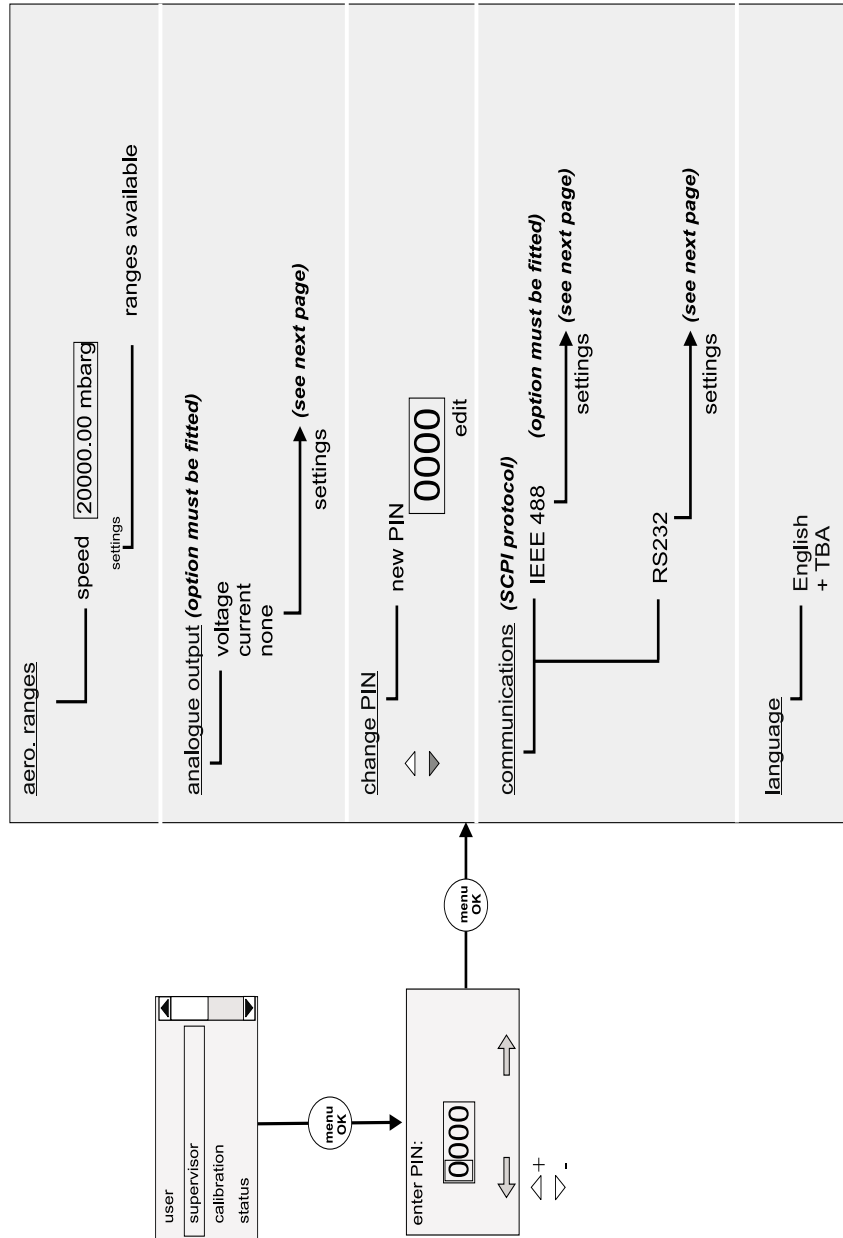 user
supervisor
calibration
status
menu
OK
enter PIN:
0000
+
-
menu
OK
aero. ranges
speed 20000.00 mbarg
settings
ranges available
analogue output (option must be fitted)
voltage
current
none
(see next page)
settings
change PIN
new PIN
0000
edit
communications (SCPI protocol)
IEEE 488 (option must be fitted)
(see next page)
settings
RS232
(see next page)
settings
language
English
+ TBA